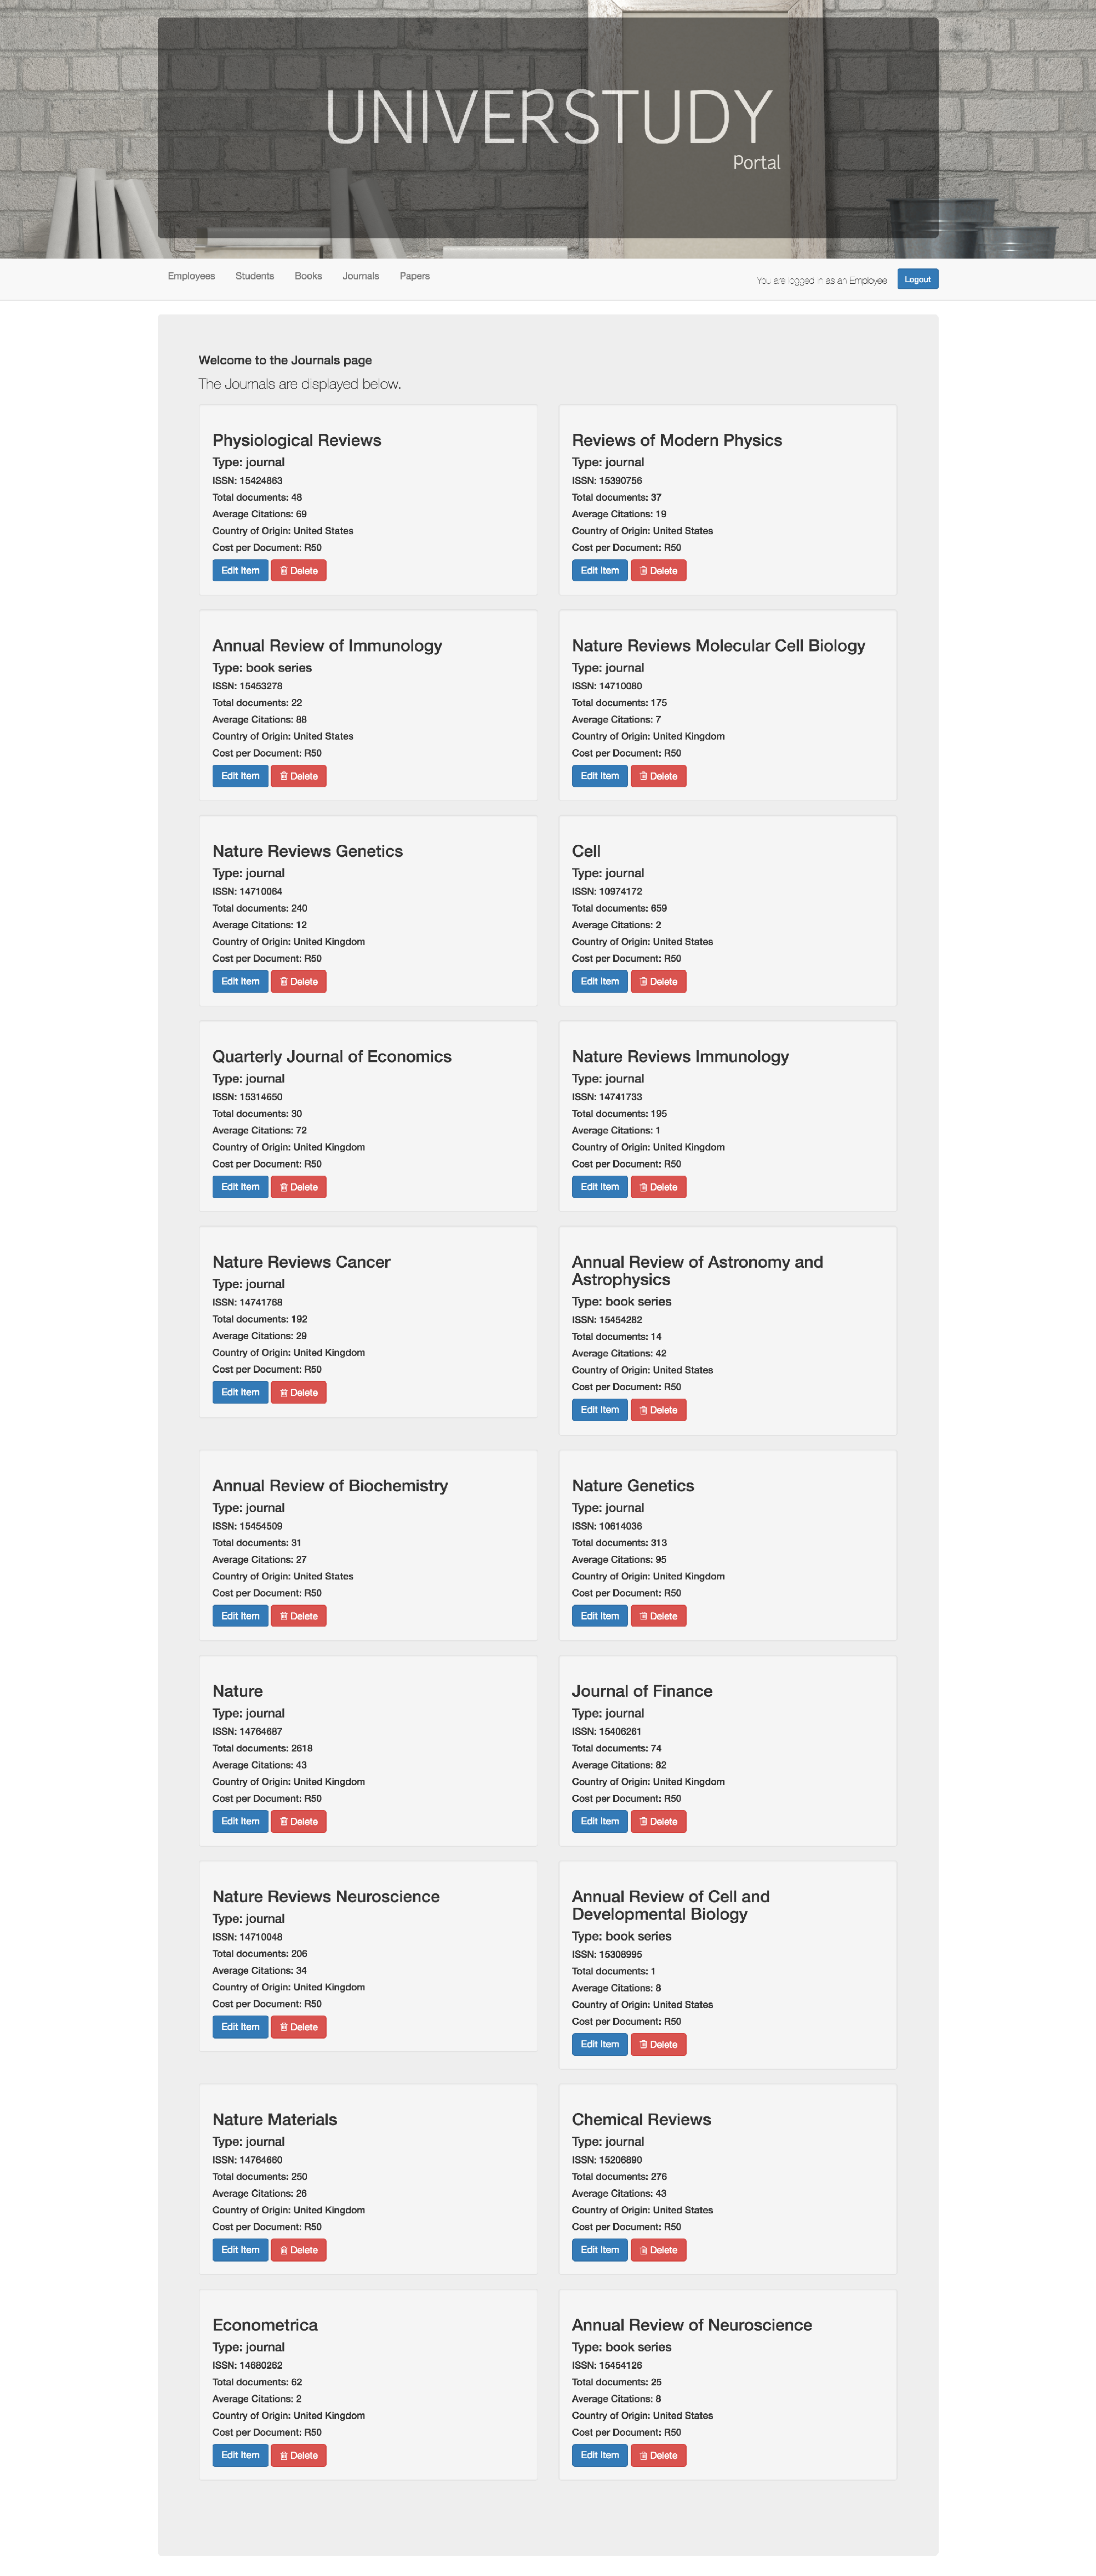 UNIVERSTUDY
Portal
Employees Students Books Journals Papers
You are logged in as an Employee Logout
Welcome to the Journals page
The Journals are displayed below.
Physiological Reviews
Type: journal
ISSN: 15424863
Total documents: 48
Average Citations: 69
Country of Origin: United States
Cost per Document: R50
Edit Item Delete
Reviews of Modern Physics
Type: journal
ISSN: 15390756
Total documents: 37
Average Citations: 19
Country of Origin: United States
Cost per Document: R50
Edit Item Delete
Annual Review of Immunology
Type: book series
ISSN: 15453278
Total documents: 22
Average Citations: 88
Country of Origin: United States
Cost per Document: R50
Edit Item Delete
Nature Reviews Molecular Cell Biology
Type: journal
ISSN: 14710080
Total documents: 175
Average Citations: 7
Country of Origin: United Kingdom
Cost per Document: R50
Edit Item Delete
Nature Reviews Genetics
Type: journal
ISSN: 14710064
Total documents: 240
Average Citations: 12
Country of Origin: United Kingdom
Cost per Document: R50
Edit Item Delete
Cell
Type: journal
ISSN: 10974172
Total documents: 659
Average Citations: 2
Country of Origin: United States
Cost per Document: R50
Edit Item Delete
Quarterly Journal of Economics
Type: journal
ISSN: 15314650
Total documents: 30
Average Citations: 72
Country of Origin: United Kingdom
Cost per Document: R50
Edit Item Delete
Nature Reviews Immunology
Type: journal
ISSN: 14741733
Total documents: 195
Average Citations: 1
Country of Origin: United Kingdom
Cost per Document: R50
Edit Item Delete
Nature Reviews Cancer
Type: journal
ISSN: 14741768
Total documents: 192
Average Citations: 29
Country of Origin: United Kingdom
Cost per Document: R50
Edit Item Delete
Annual Review of Astronomy and
Astrophysics
Type: book series
ISSN: 15454282
Total documents: 14
Average Citations: 42
Country of Origin: United States
Cost per Document: R50
Edit Item Delete
Annual Review of Biochemistry
Type: journal
ISSN: 15454509
Total documents: 31
Average Citations: 27
Country of Origin: United States
Cost per Document: R50
Edit Item Delete
Nature Genetics
Type: journal
ISSN: 10614036
Total documents: 313
Average Citations: 95
Country of Origin: United Kingdom
Cost per Document: R50
Edit Item Delete
Nature
Type: journal
ISSN: 14764687
Total documents: 2618
Average Citations: 43
Country of Origin: United Kingdom
Cost per Document: R50
Edit Item Delete
Journal of Finance
Type: journal
ISSN: 15406261
Total documents: 74
Average Citations: 82
Country of Origin: United Kingdom
Cost per Document: R50
Edit Item Delete
Nature Reviews Neuroscience
Type: journal
ISSN: 14710048
Total documents: 206
Average Citations: 34
Country of Origin: United Kingdom
Cost per Document: R50
Edit Item Delete
Annual Review of Cell and
Developmental Biology
Type: book series
ISSN: 15308995
Total documents: 1
Average Citations: 8
Country of Origin: United States
Cost per Document: R50
Edit Item Delete
Nature Materials
Type: journal
ISSN: 14764660
Total documents: 250
Average Citations: 26
Country of Origin: United Kingdom
Cost per Document: R50
Edit Item Delete
Chemical Reviews
Type: journal
ISSN: 15206890
Total documents: 276
Average Citations: 43
Country of Origin: United States
Cost per Document: R50
Edit Item Delete
Econometrica
Type: journal
ISSN: 14680262
Total documents: 62
Average Citations: 2
Country of Origin: United Kingdom
Cost per Document: R50
Edit Item Delete
Annual Review of Neuroscience
Type: book series
ISSN: 15454126
Total documents: 25
Average Citations: 8
Country of Origin: United States
Cost per Document: R50
Edit Item Delete